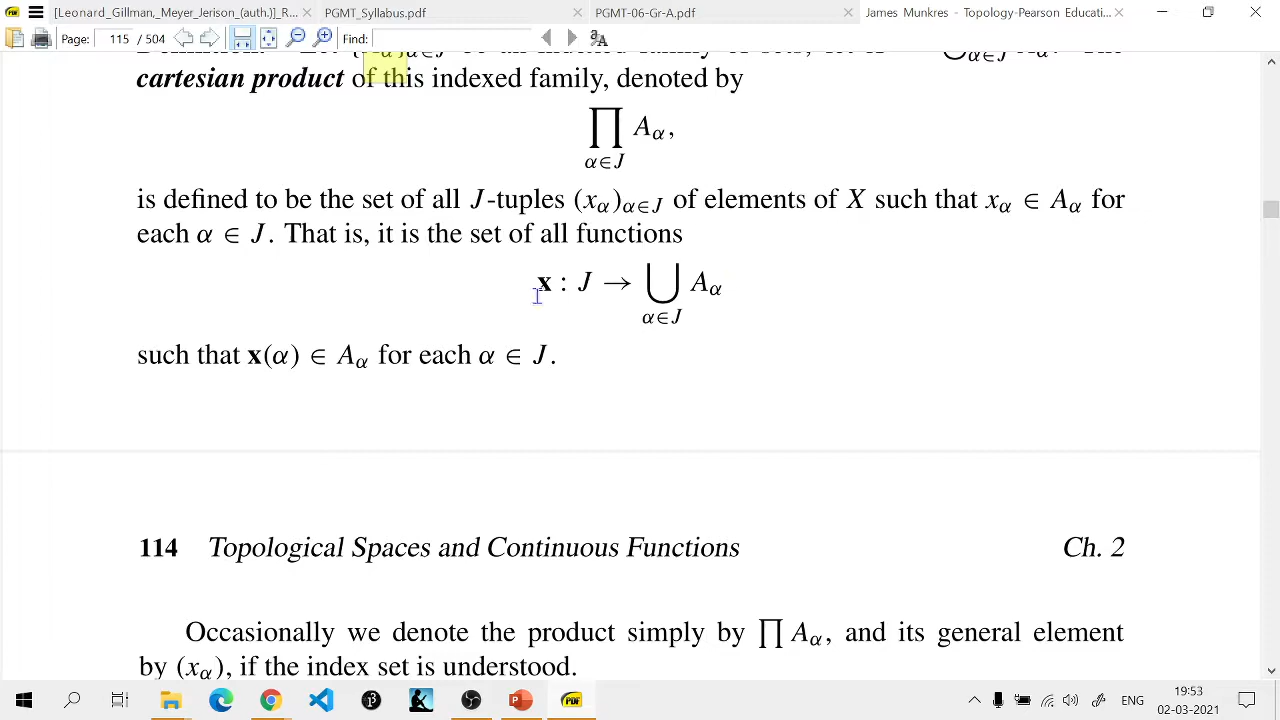 [Leonard_Gillman,_Meyer_Jerison_(auth.)]_R... PGMT_Syllabus.pdf PGMT-06-Gr-A.pdf James Munkres - Topology-Pearson Educati...
Page: 115 / 504 Find:
cartesian product of this indexed family, denoted by
∏ Aα,
α∈J
is defined to be the set of all J-tuples (xα)α∈J of elements of X such that xα ∈ Aα for
each α ∈ J. That is, it is the set of all functions
x : J → ⋃ Aα
α∈J
such that x(α) ∈ Aα for each α ∈ J.
114 Topological Spaces and Continuous Functions Ch. 2
Occasionally we denote the product simply by ∏ Aα, and its general element
by (xα), if the index set is understood.
ENG 19:53
02-03-2021